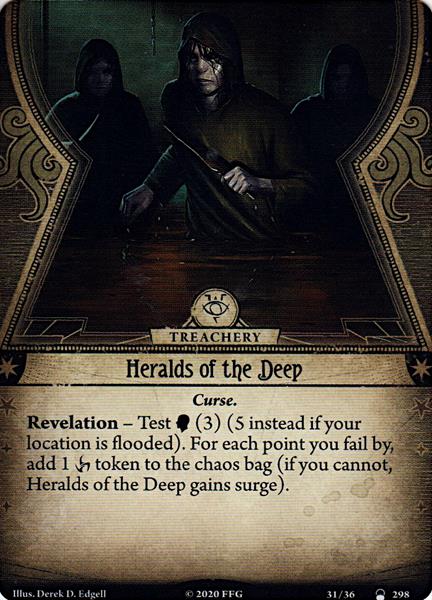 TREACHERY
Heralds of the Deep
Curse.
Revelation – Test (3) (5 instead if your
location is flooded). For each point you fail by,
add 1 token to the chaos bag (if you cannot,
Heralds of the Deep gains surge).
Illus. Derek D. Edgell © 2020 FFG 31/36 298